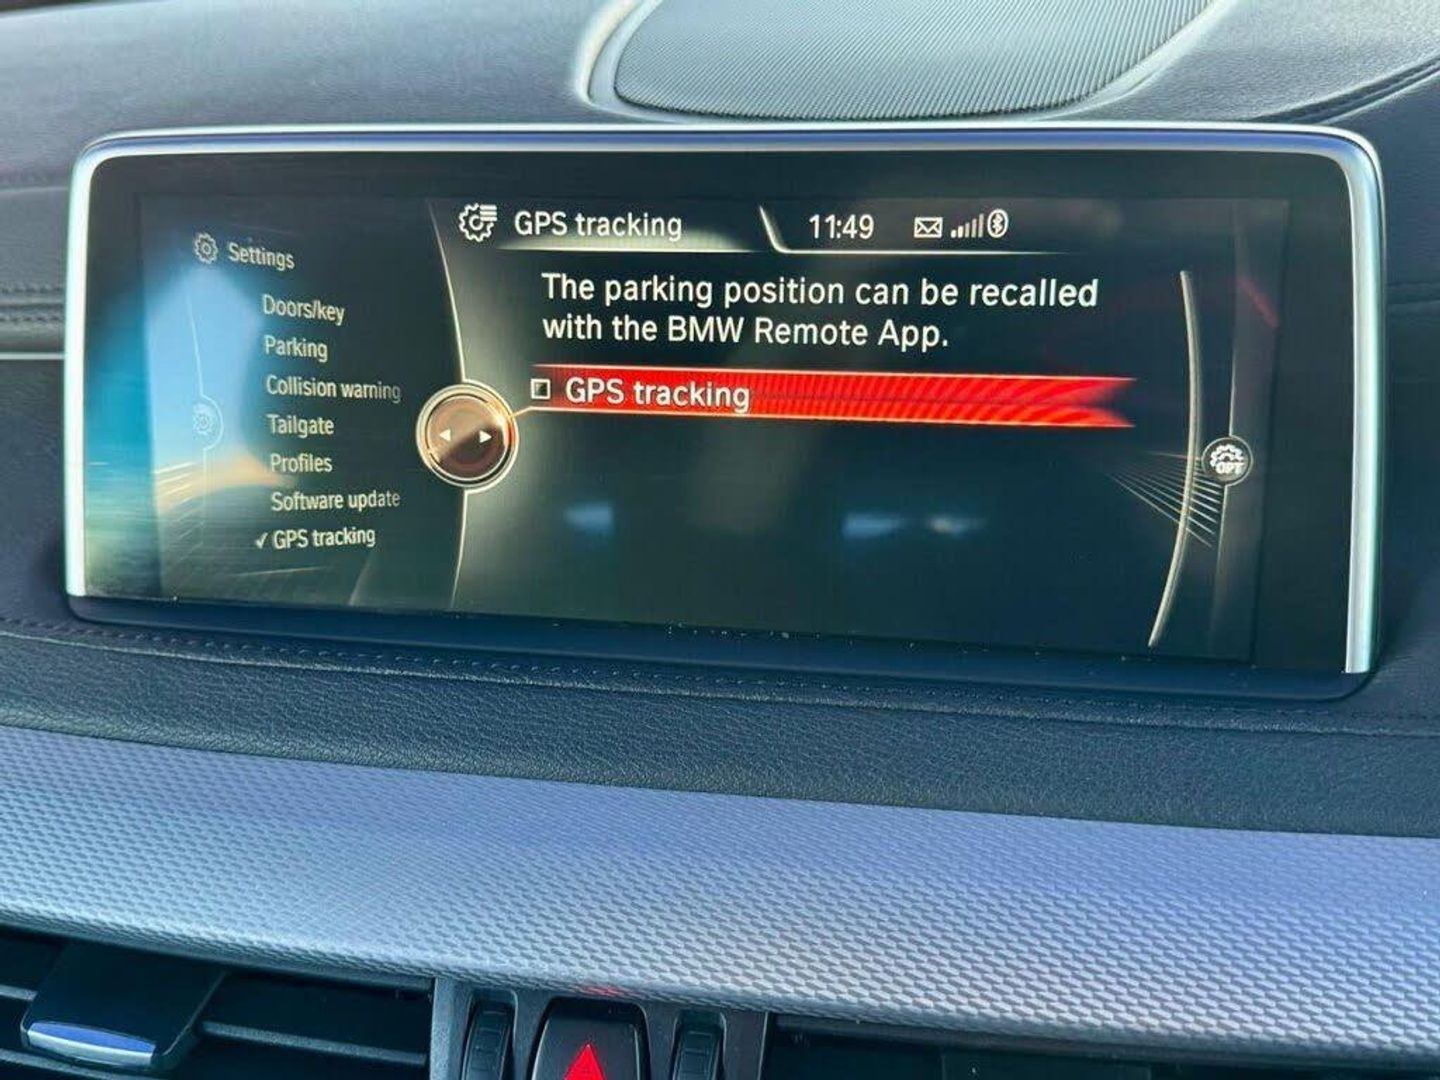 GPS tracking
11:49
Settings
Doors/key
Parking
Collision warning
Tailgate
Profiles
Software update
GPS tracking
The parking position can be recalled
with the BMW Remote App.
GPS tracking
OPT